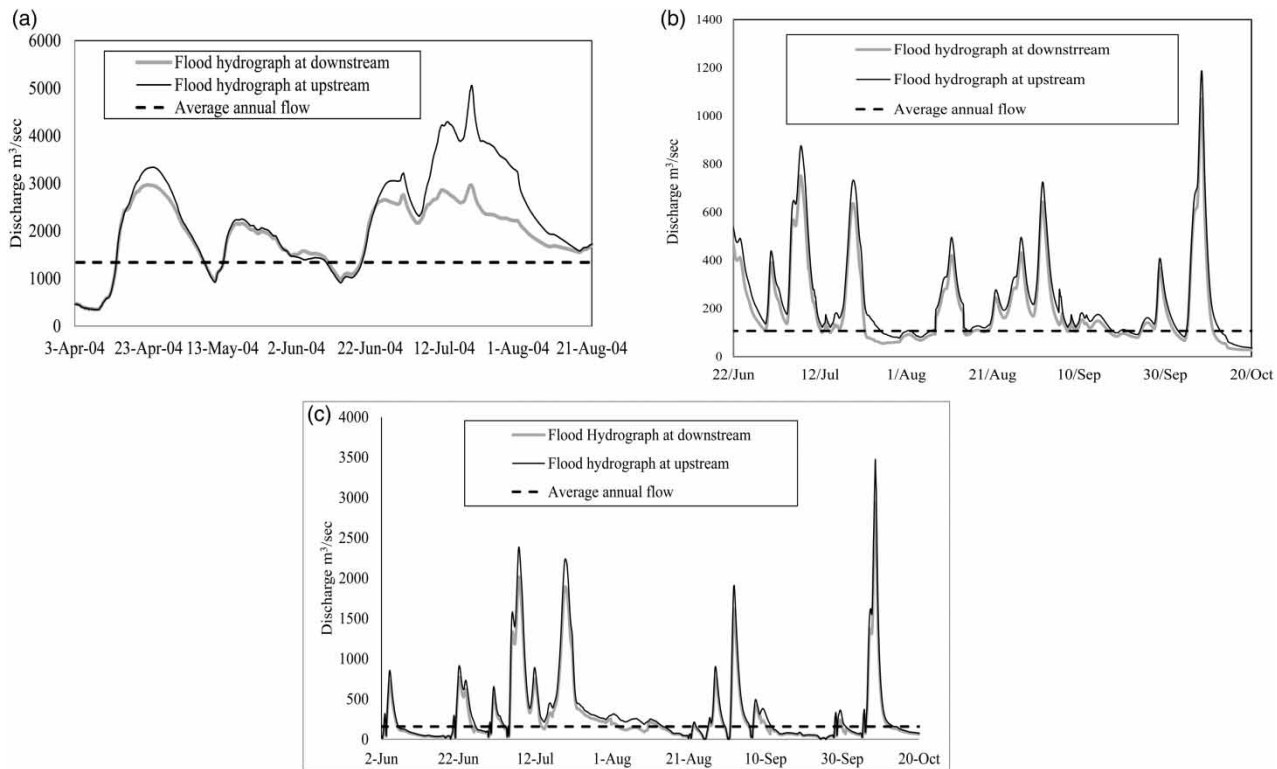 (a)
6000
5000
4000
3000
2000
1000
0
Discharge m³/sec
Flood hydrograph at downstream
Flood hydrograph at upstream
Average annual flow
3-Apr-04 23-Apr-04 13-May-04 2-Jun-04 22-Jun-04 12-Jul-04 1-Aug-04 21-Aug-04
(b)
1400
1200
1000
800
600
400
200
0
Discharge m³/sec
Flood hydrograph at downstrream
Flood hydrograph at upstream
Average annual flow
22/Jun 12/Jul 1/Aug 21/Aug 10/Sep 30/Sep 20/Oct
(c)
4000
3500
3000
2500
2000
1500
1000
500
0
Discharge m³/sec
Flood Hydrograph at downstream
Flood hydrograph at upstream
Average annual flow
2-Jun 22-Jun 12-Jul 1-Aug 21-Aug 10-Sep 30-Sep 20-Oct